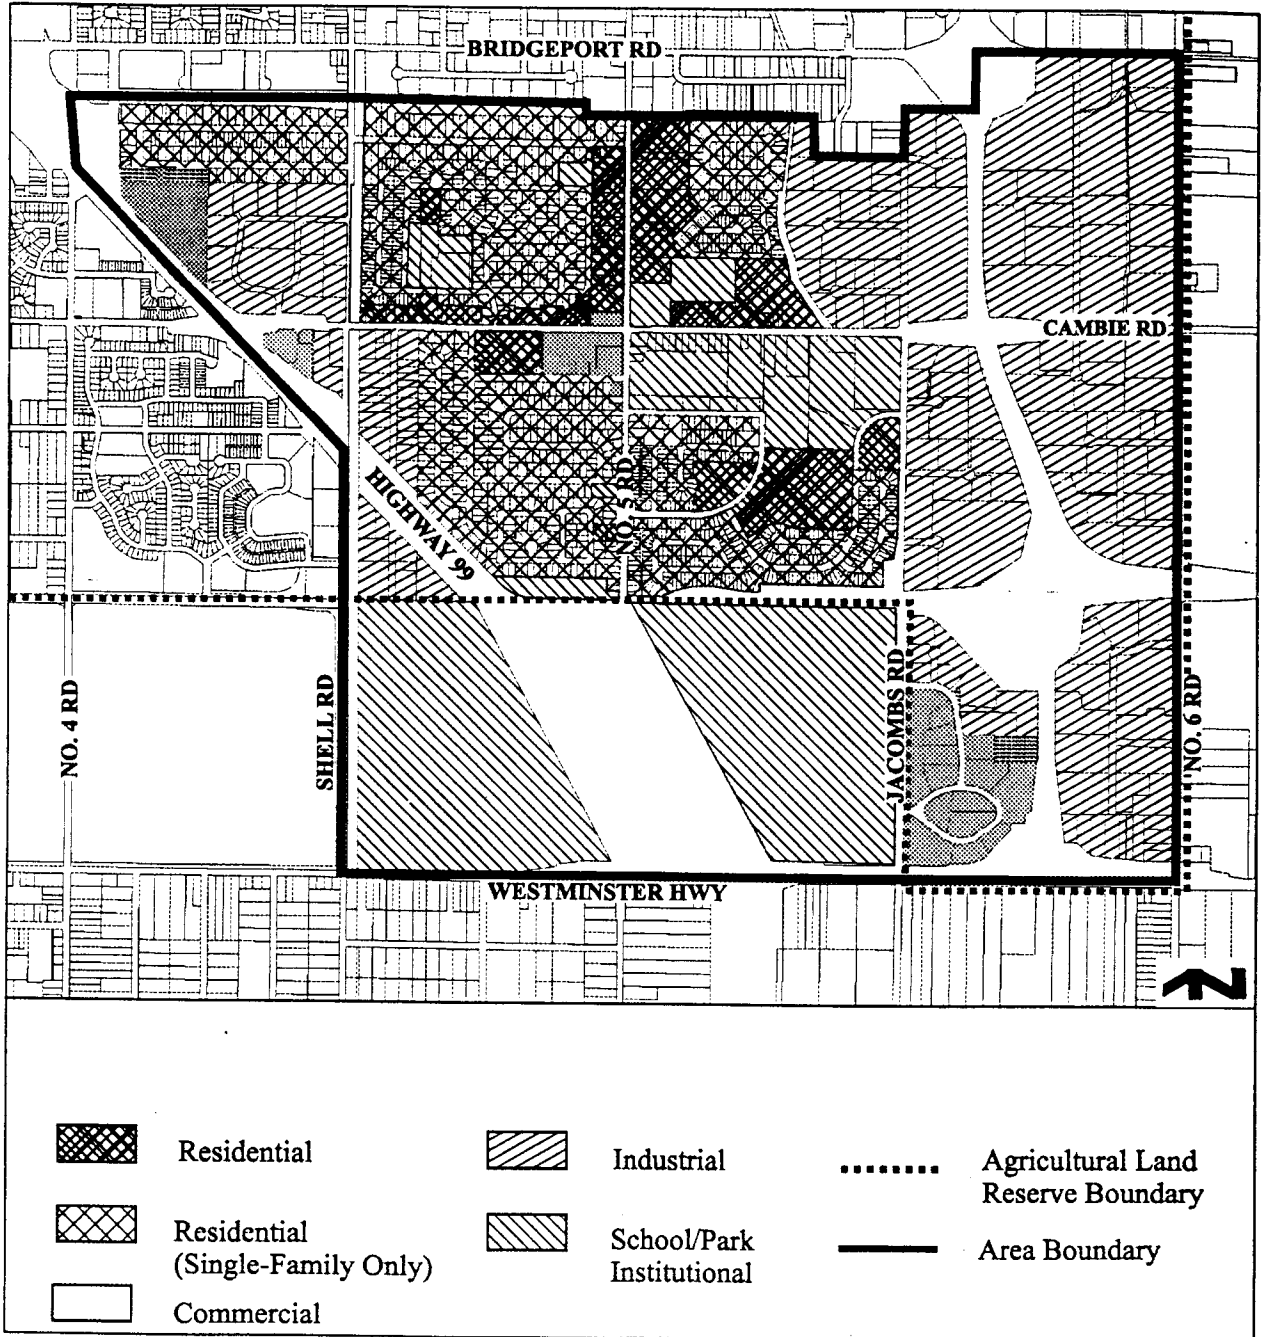 BRIDGEPORT RD
CAMBIE RD
HIGHWAY 99
NO. 5 RD
NO. 4 RD
SHELL RD
JACOMBS RD
NO. 6 RD
WESTMINSTER HWY
Z
Residential
Industrial
Agricultural Land
Reserve Boundary
Residential
(Single-Family Only)
School/Park
Institutional
Area Boundary
Commercial